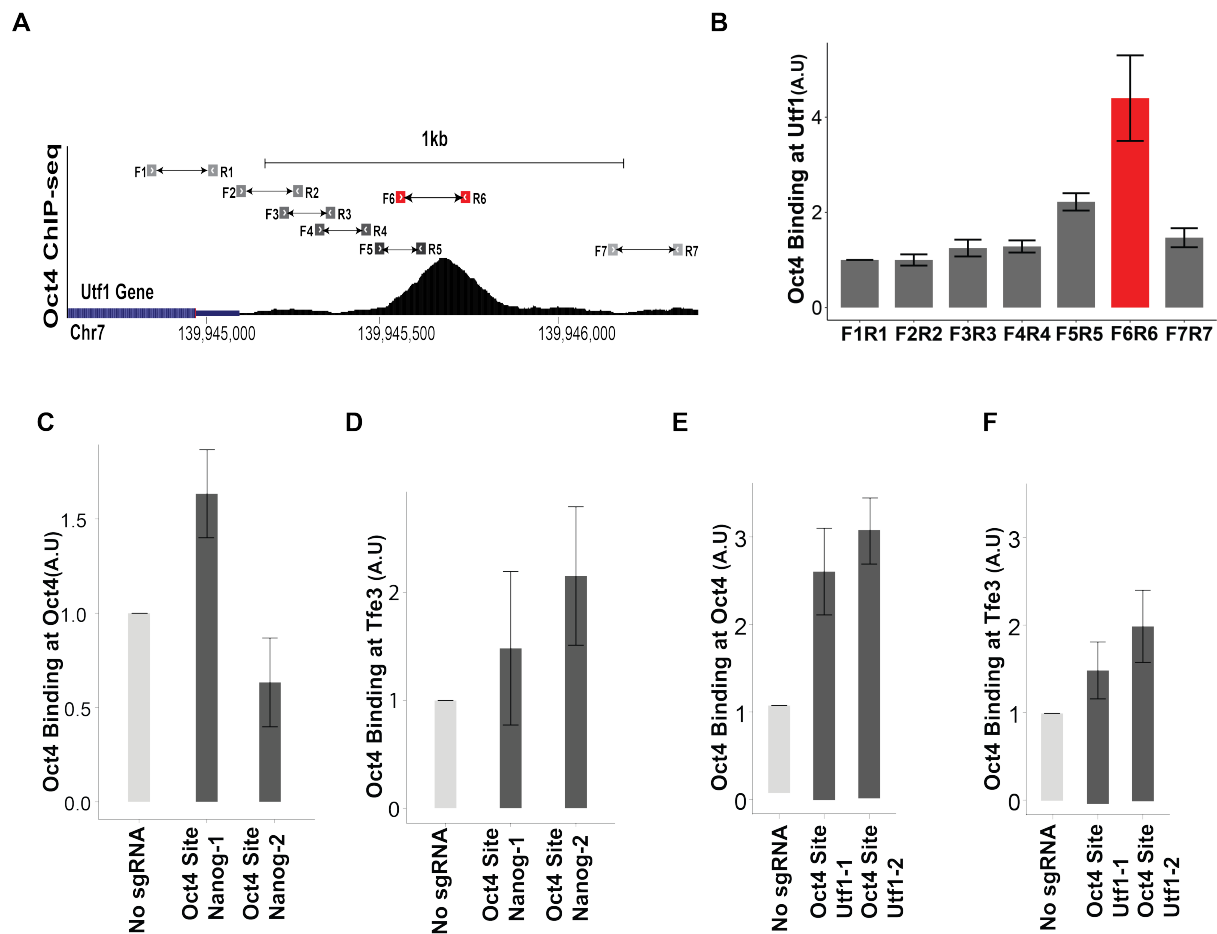 A
Oct4 ChIP-seq
1kb
F1 R1
F2 R2
F3 R3
F4 R4
F5 R5
F6 R6
F7 R7
Utf1 Gene
Chr7
139,945,000
139,945,500
139,946,000
B
Oct4 Binding at Utf1(A.U)
4
2
0
F1R1 F2R2 F3R3 F4R4 F5R5 F6R6 F7R7
C
Oct4 Binding at Oct4(A.U)
1.5
1.0
0.5
0.0
No sgRNA
Oct4 Site
Nanog-1
Oct4 Site
Nanog-2
D
Oct4 Binding at Tfe3 (A.U)
2
1
0
No sgRNA
Oct4 Site
Nanog-1
Oct4 Site
Nanog-2
E
Oct4 Binding at Oct4 (A.U)
3
2
1
0
No sgRNA
Oct4 Site
Utf1-1
Oct4 Site
Utf1-2
F
Oct4 Binding at Tfe3 (A.U)
3
2
1
0
No sgRNA
Oct4 Site
Utf1-1
Oct4 Site
Utf1-2